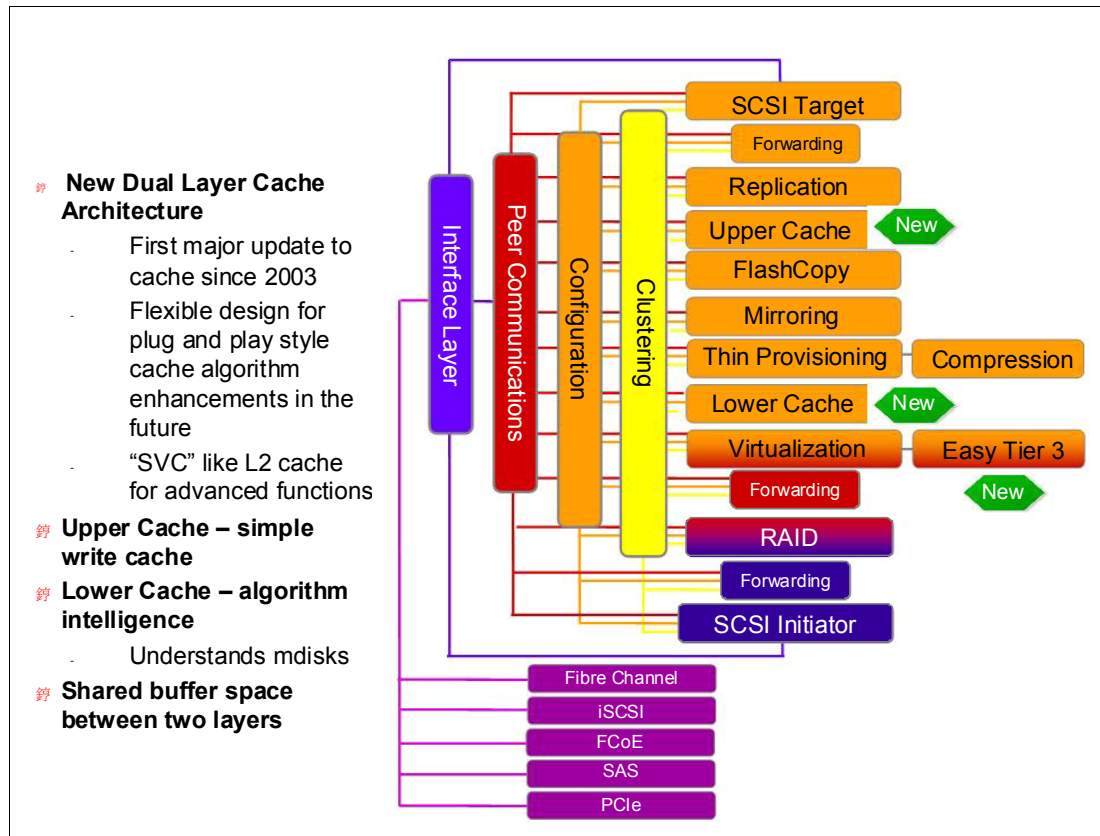 New Dual Layer Cache
Architecture
- First major update to
cache since 2003
- Flexible design for
plug and play style
cache algorithm
enhancements in the
future
- “SVC” like L2 cache
for advanced functions
Upper Cache – simple
write cache
Lower Cache – algorithm
intelligence
- Understands mdisks
Shared buffer space
between two layers
Interface Layer
Peer Communications
Configuration
Clustering
SCSI Target
Forwarding
Replication
Upper Cache
New
FlashCopy
Mirroring
Thin Provisioning
Compression
Lower Cache
New
Virtualization
Easy Tier 3
New
Forwarding
RAID
Forwarding
SCSI Initiator
Fibre Channel
iSCSI
FCoE
SAS
PCIe